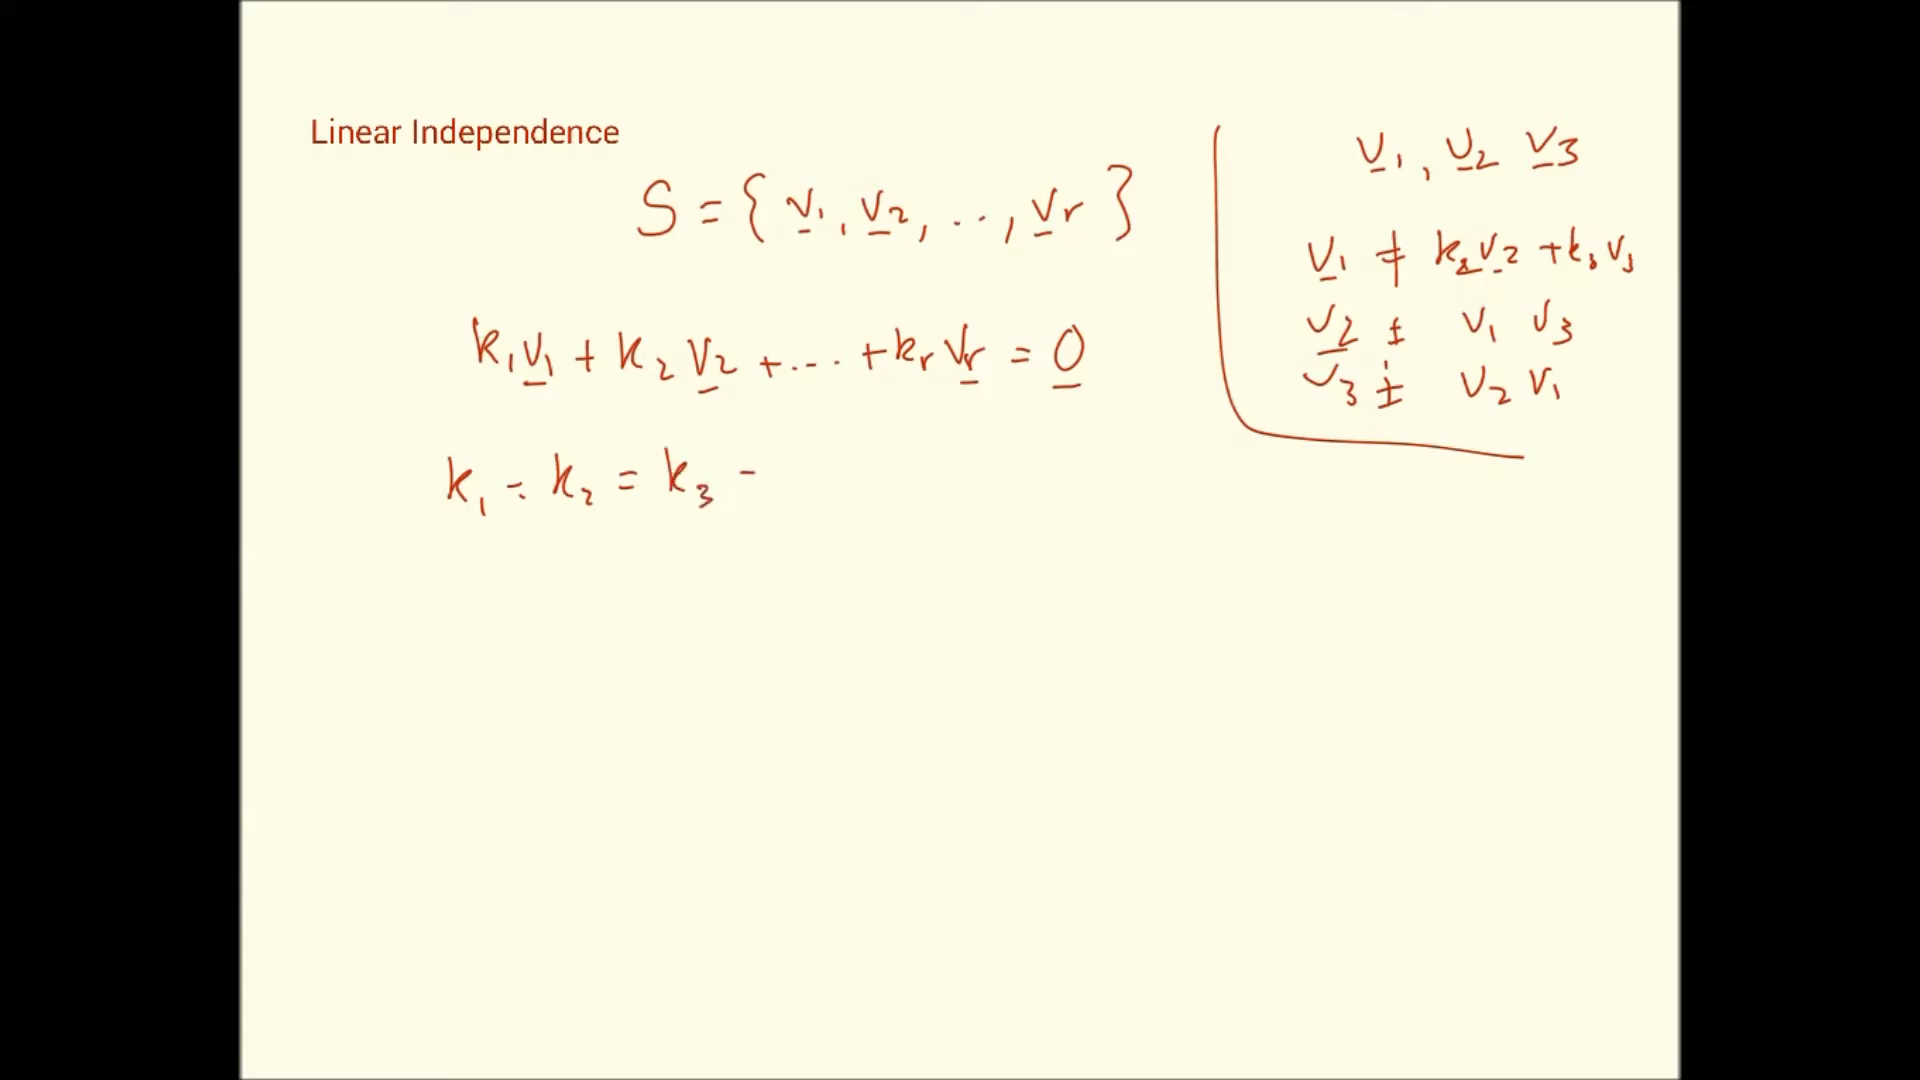 Linear Independence
S = { v1, v2, ..., vr }
k1v1 + k2v2 + ... + krvr = 0
k1 = k2 = k3 =
v1, v2 v3
v1 ≠ k2v2 + k3v3
v2 ≠ v1 v3
v3 ≠ v2 v1